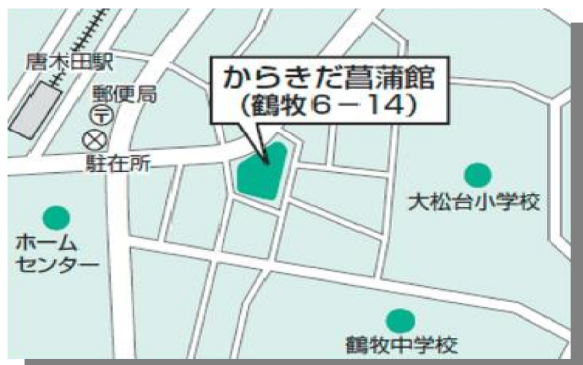 唐木田駅
郵便局
〒
駐在所
からきだ菖蒲館
(鶴牧6-14)
大松台小学校
ホーム
センター
鶴牧中学校